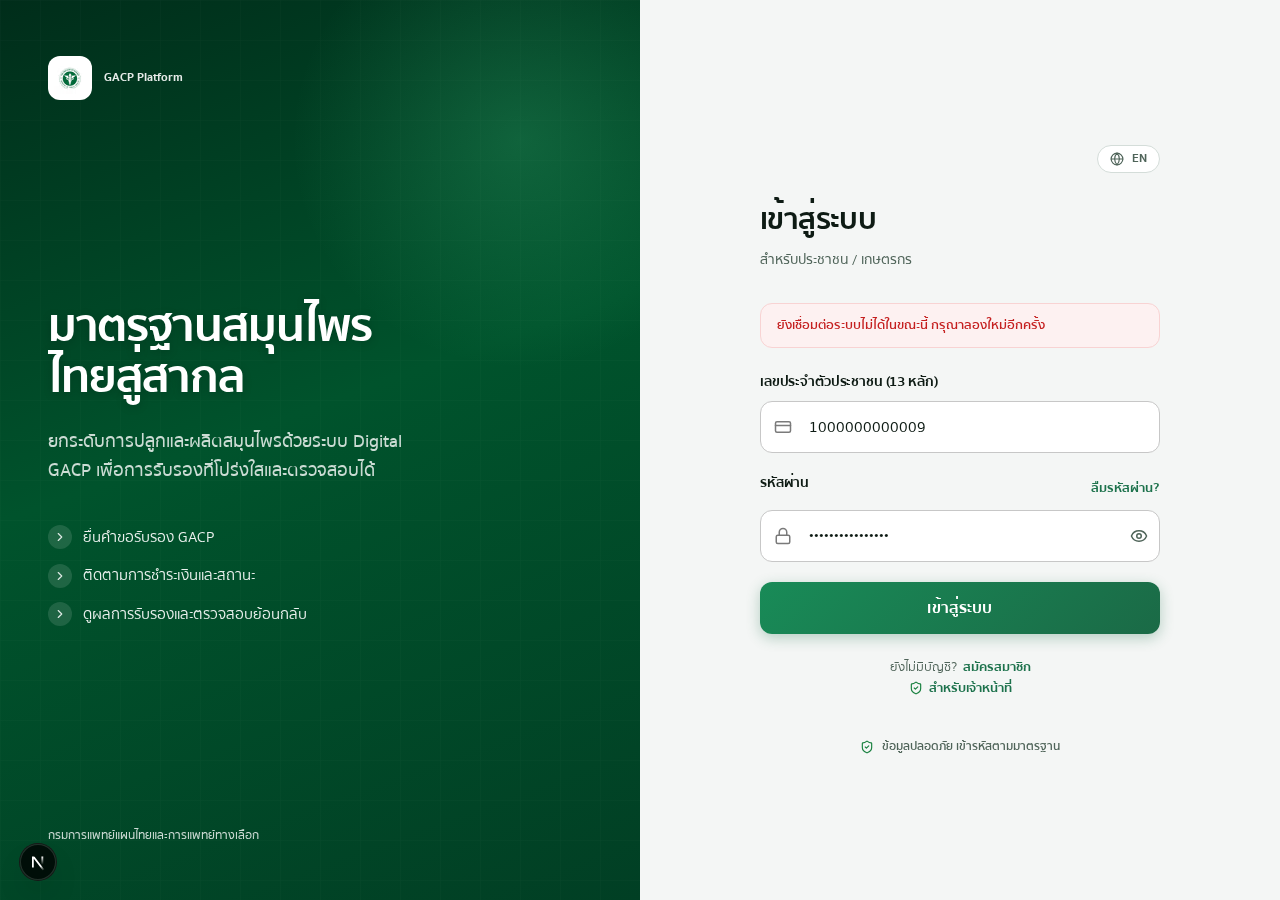 GACP Platform
มาตรฐานสมุนไพร
ไทยสู่สากล
ยกระดับการปลูกและผลิตสมุนไพรด้วยระบบ Digital
GACP เพื่อการรับรองที่โปร่งใสและตรวจสอบได้
ยื่นคำขอรับรอง GACP
ติดตามการชำระเงินและสถานะ
ดูผลการรับรองและตรวจสอบย้อนกลับ
กรมการแพทย์แผนไทยและการแพทย์ทางเลือก
EN
เข้าสู่ระบบ
สำหรับประชาชน / เกษตรกร
ยังเชื่อมต่อระบบไม่ได้ในขณะนี้ กรุณาลองใหม่อีกครั้ง
เลขประจำตัวประชาชน (13 หลัก)
1000000000009
รหัสผ่าน
ลืมรหัสผ่าน?
••••••••••••••••
เข้าสู่ระบบ
ยังไม่มีบัญชี? สมัครสมาชิก
สำหรับเจ้าหน้าที่
ข้อมูลปลอดภัย เข้ารหัสตามมาตรฐาน